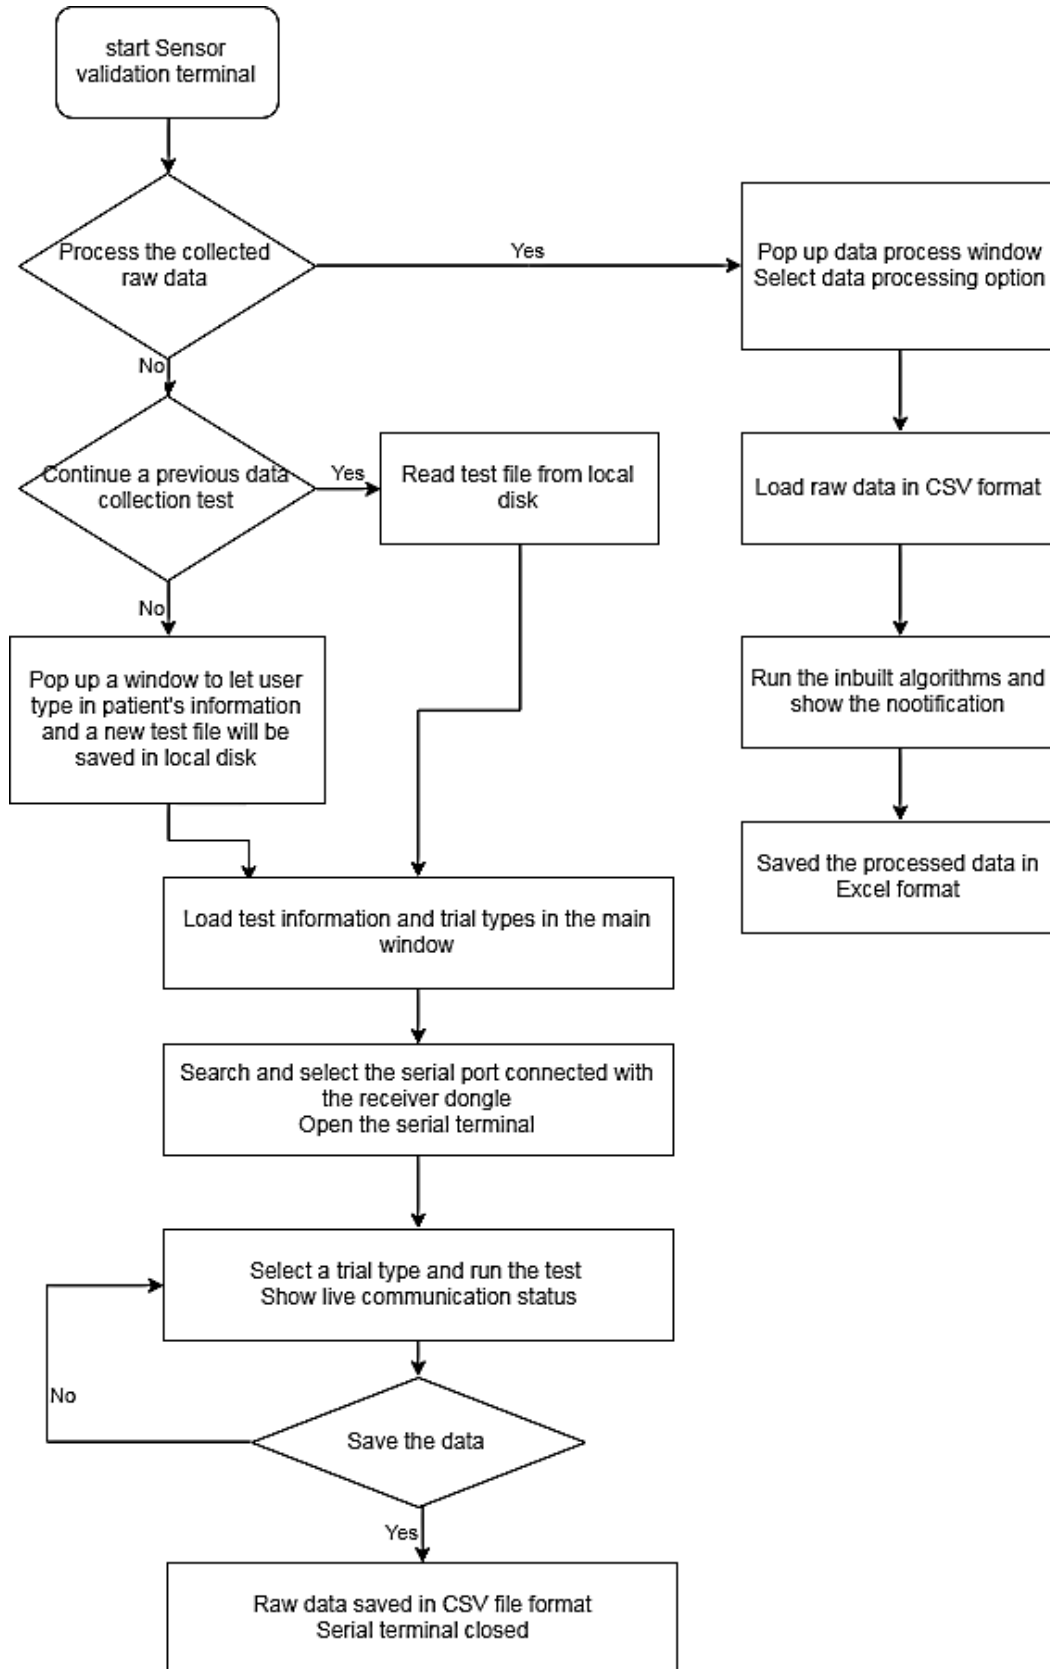 start Sensor
validation terminal
Process the collected
raw data
Yes
Pop up data process window
Select data processing option
No
Continue a previous data
collection test
Yes
Read test file from local
disk
Load raw data in CSV format
No
Pop up a window to let user
type in patient's information
and a new test file will be
saved in local disk
Run the inbuilt algorithms and
show the nootification
Saved the processed data in
Excel format
Load test information and trial types in the main
window
Search and select the serial port connected with
the receiver dongle
Open the serial terminal
Select a trial type and run the test
Show live communication status
No
Save the data
Yes
Raw data saved in CSV file format
Serial terminal closed